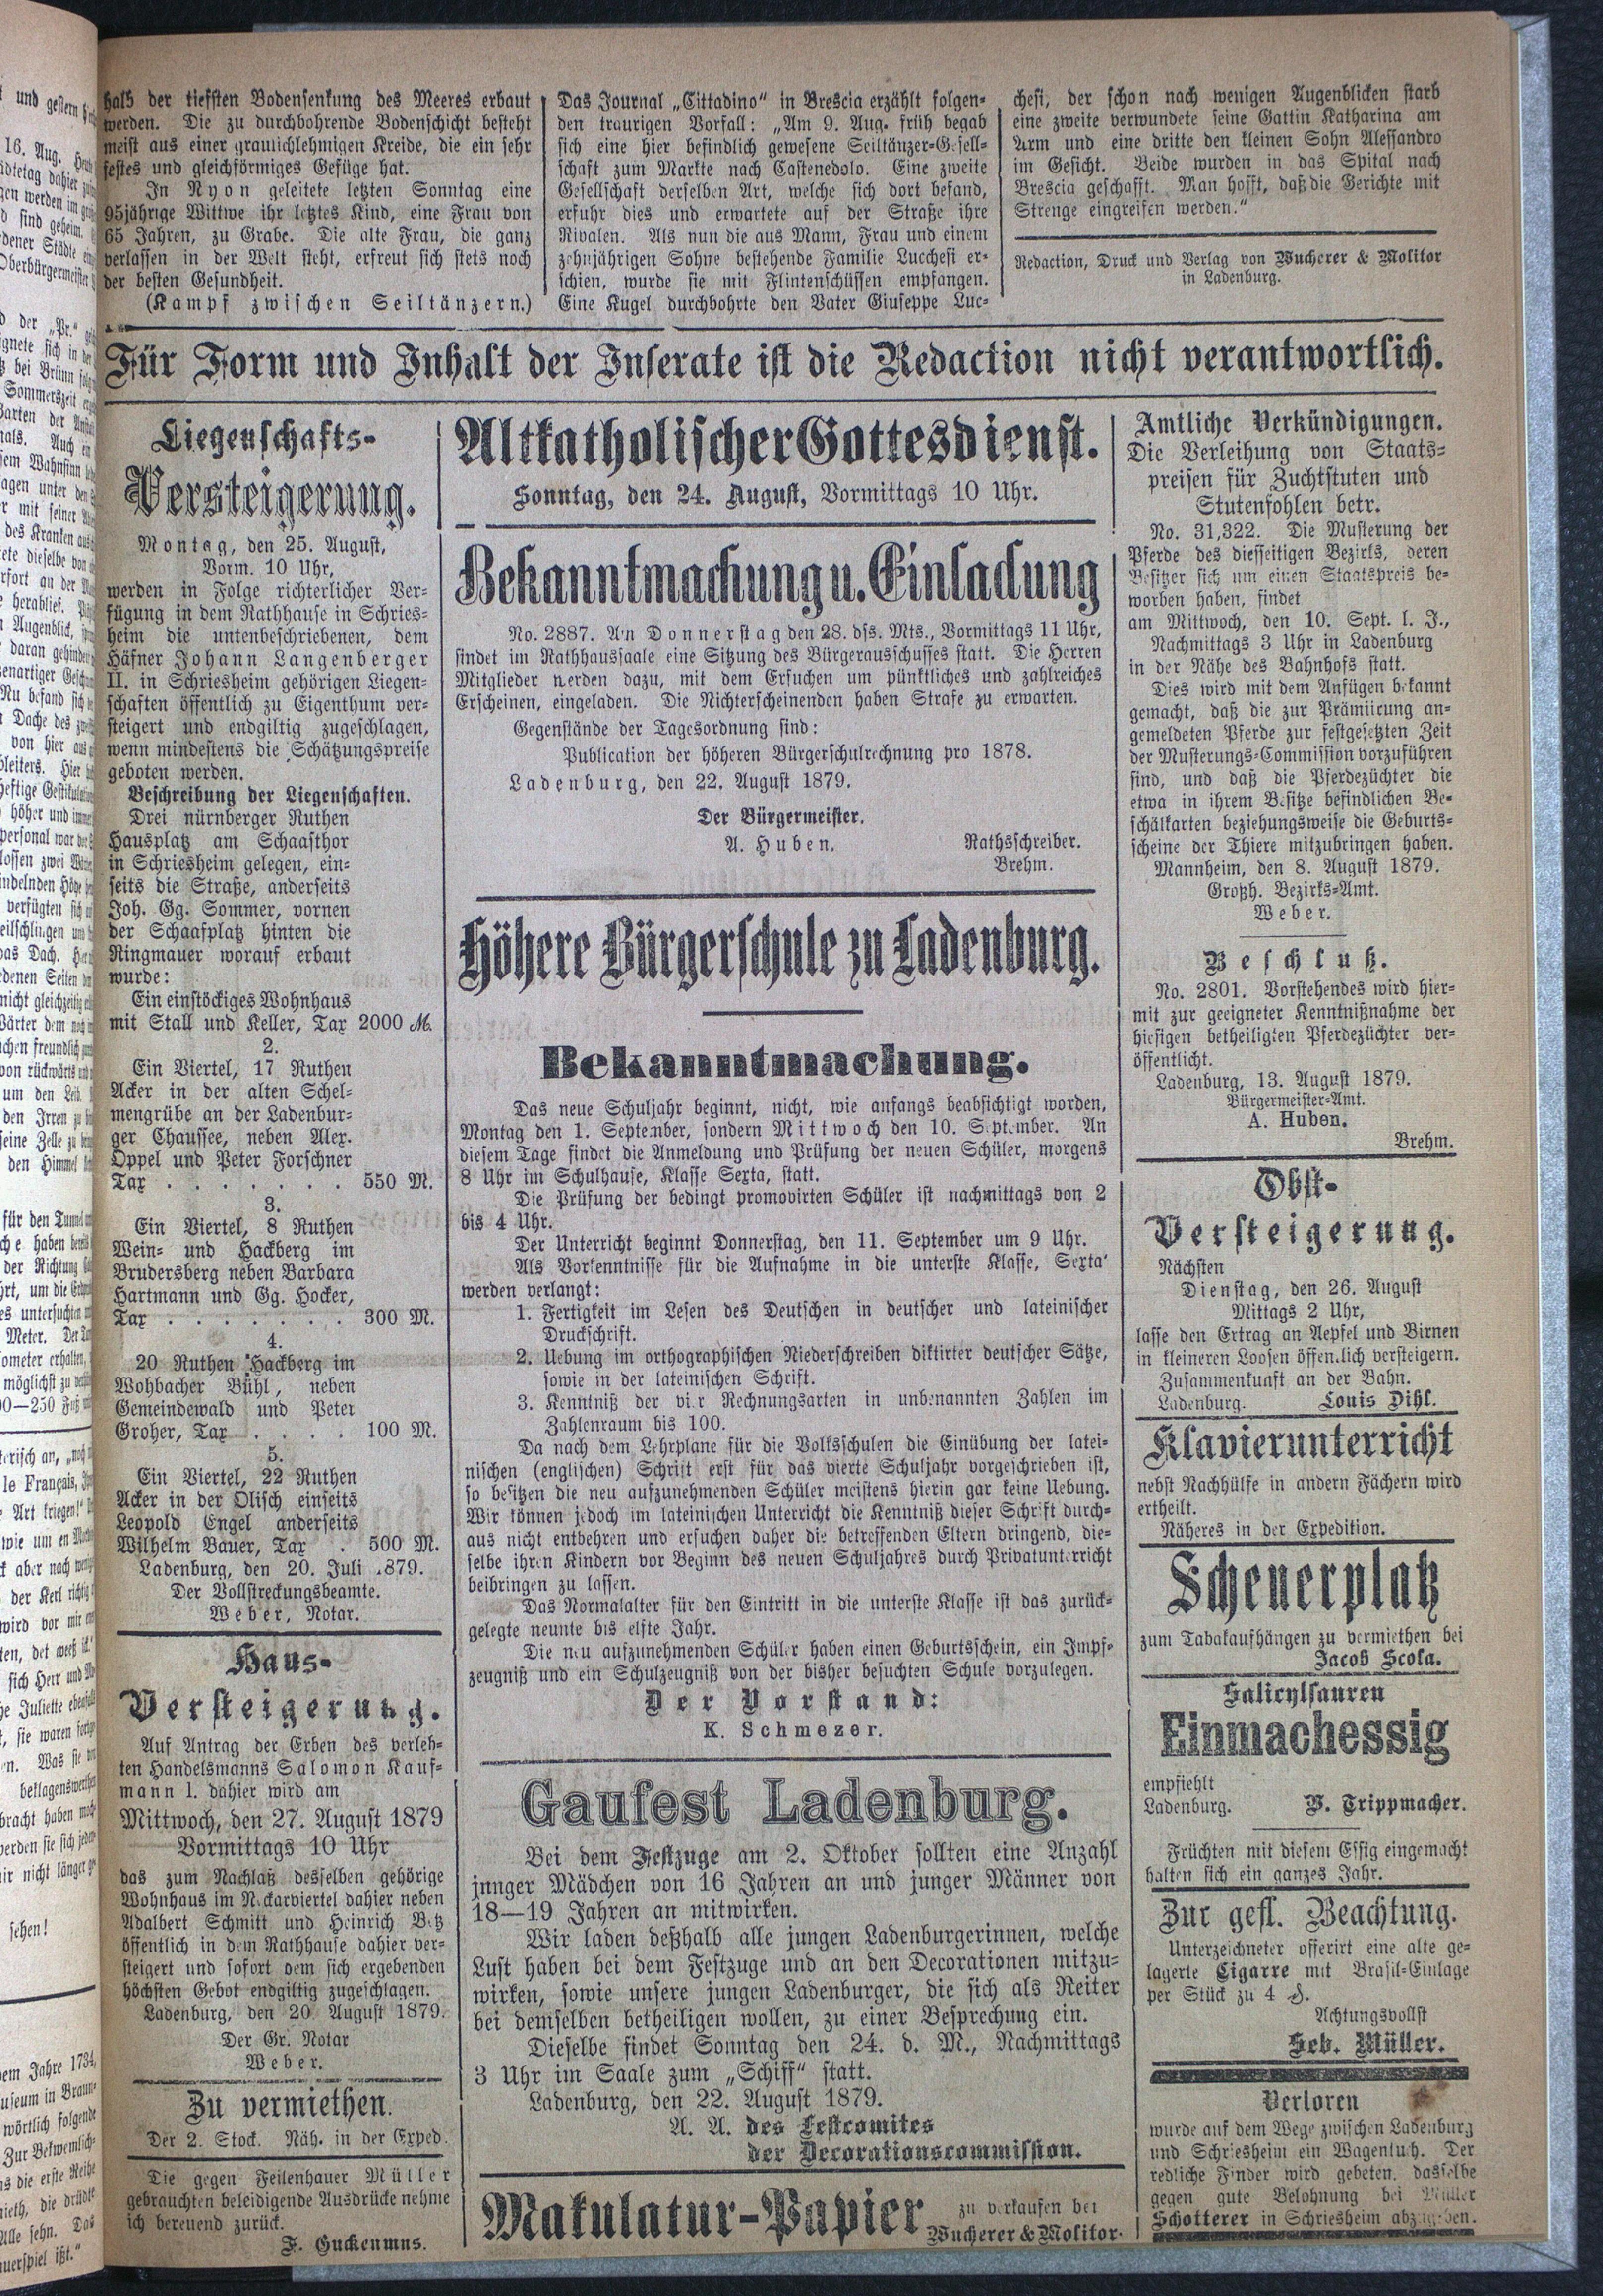 halb der tiefsten Bodensenkung des Meeres erbaut
werden. Die zu durchbohrende Bodenschicht besteht
meist aus einer graulichlehmigen Kreide, die ein sehr
festes und gleichförmiges Gefüge hat.
In Nyon geleitete letzten Sonntag eine
95jährige Wittwe ihr letztes Kind, eine Frau von
65 Jahren, zu Grabe. Die alte Frau, die ganz
verlassen in der Welt steht, erfreut sich stets noch
der besten Gesundheit.
(Kampf zwischen Seiltänzern.)
Das Journal „Cittadino“ in Brescia erzählt folgen-
den traurigen Vorfall: „Am 9. Aug. früh begab
sich eine hier befindlich gewesene Seiltänzer-Gesell-
schaft zum Markte nach Castenedolo. Eine zweite
Gesellschaft derselben Art, welche sich dort befand,
erfuhr dies und erwartete auf der Straße ihre
Rivalen. Als nun die aus Mann, Frau und einem
zehnjährigen Sohne bestehende Familie Lucchesi er-
schien, wurde sie mit Flintenschüssen empfangen.
Eine Kugel durchbohrte den Vater Giuseppe Luc-
chesi, der schon nach wenigen Augenblicken starb
eine zweite verwundete seine Gattin Katharina am
Arm und eine dritte den kleinen Sohn Alessandro
im Gesicht. Beide wurden in das Spital nach
Brescia geschafft. Man hofft, daß die Gerichte mit
Strenge eingreifen werden.“
Redaction, Druck und Verlag von Wucherer & Molitor
in Ladenburg.
Für Form und Inhalt der Inserate ist die Redaction nicht verantwortlich.
Liegenschafts-
Versteigerung.
Montag, den 25. August,
Vorm. 10 Uhr,
werden in Folge richterlicher Ver-
fügung in dem Rathhause in Schries-
heim die untenbeschriebenen, dem
Häfner Johann Langenberger
II. in Schriesheim gehörigen Liegen-
schaften öffentlich zu Eigenthum ver-
steigert und endgiltig zugeschlagen,
wenn mindestens die Schätzungspreise
geboten werden.
Beschreibung der Liegenschaften.
Drei nürnberger Ruthen
Hausplatz am Schaafthor
in Schriesheim gelegen, ein-
seits die Straße, anderseits
Joh. Gg. Sommer, vornen
der Schaafplatz hinten die
Ringmauer worauf erbaut
wurde:
Ein einstöckiges Wohnhaus
mit Stall und Keller, Tax 2000 M.
2.
Ein Viertel, 17 Ruthen
Acker in der alten Schel-
mengrübe an der Ladenbur-
ger Chaussee, neben Alex.
Oppel und Peter Forschner
Tax . . . . . . . 550 M.
3.
Ein Viertel, 8 Ruthen
Wein- und Hackberg im
Brudersberg neben Barbara
Hartmann und Gg. Hocker,
Tax . . . . . . . 300 M.
4.
20 Ruthen Hackberg im
Wohbacher Bühl, neben
Gemeindewald und Peter
Groher, Tax . . . . 100 M.
5.
Ein Viertel, 22 Ruthen
Acker in der Olisch einseits
Leopold Engel anderseits
Wilhelm Bauer, Tax . 500 M.
Ladenburg, den 20. Juli .879.
Der Vollstreckungsbeamte.
Weber, Notar.
Haus-
Versteigerung.
Auf Antrag der Erben des verleb-
ten Handelsmanns Salomon Kauf-
mann I. dahier wird am
Mittwoch, den 27. August 1879
Vormittags 10 Uhr
das zum Nachlaß desselben gehörige
Wohnhaus im Neckarviertel dahier neben
Adalbert Schmitt und Heinrich Betz
öffentlich in dem Rathhause dahier ver-
steigert und sofort dem sich ergebenden
höchsten Gebot endgiltig zugeschlagen.
Ladenburg, den 20 August 1879.
Der Gr. Notar
Weber.
Zu vermiethen.
Der 2. Stock. Näh. in der Exped.
Die gegen Feilenhauer Müller
gebrauchten beleidigende Ausdrücke nehme
ich bereuend zurück.
F. Guckenmus.
Altkatholischer Gottesdienst.
Sonntag, den 24. August, Vormittags 10 Uhr.
Bekanntmachung u. Einladung
No. 2887. An Donnerstag den 28. dss. Mts., Vormittags 11 Uhr,
findet im Rathhaussaale eine Sitzung des Bürgerausschusses statt. Die Herren
Mitglieder werden dazu, mit dem Ersuchen um pünktliches und zahlreiches
Erscheinen, eingeladen. Die Nichterscheinenden haben Strafe zu erwarten.
Gegenstände der Tagesordnung sind:
Publication der höheren Bürgerschulrechnung pro 1878.
Ladenburg, den 22. August 1879.
Der Bürgermeister.
A. Huben. Rathsschreiber.
Brehm.
Höhere Bürgerschule zu Ladenburg.
Bekanntmachung.
Das neue Schuljahr beginnt, nicht, wie anfangs beabsichtigt worden,
Montag den 1. September, sondern Mittwoch den 10. September. An
diesem Tage findet die Anmeldung und Prüfung der neuen Schüler, morgens
8 Uhr im Schulhause, Klasse Sexta, statt.
Die Prüfung der bedingt promovirten Schüler ist nachmittags von 2
bis 4 Uhr.
Der Unterricht beginnt Donnerstag, den 11. September um 9 Uhr.
Als Vorkenntnisse für die Aufnahme in die unterste Klasse, Sexta'
werden verlangt:
1. Fertigkeit im Lesen des Deutschen in deutscher und lateinischer
Druckschrift.
2. Uebung im orthographischen Niederschreiben diktirter deutscher Sätze,
sowie in der lateinischen Schrift.
3. Kenntniß der vier Rechnungsarten in unbenannten Zahlen im
Zahlenraum bis 100.
Da nach dem Lehrplane für die Volksschulen die Einübung der latei-
nischen (englischen) Schrift erst für das vierte Schuljahr vorgeschrieben ist,
so besitzen die neu aufzunehmenden Schüler meistens hierin gar keine Uebung.
Wir können jedoch im lateinischen Unterricht die Kenntniß dieser Schrift durch-
aus nicht entbehren und ersuchen daher die betreffenden Eltern dringend, die-
selbe ihren Kindern vor Beginn des neuen Schuljahres durch Privatunterricht
beibringen zu lassen.
Das Normalalter für den Eintritt in die unterste Klasse ist das zurück-
gelegte neunte bis elfte Jahr.
Die neu aufzunehmenden Schüler haben einen Geburtsschein, ein Impf-
zeugniß und ein Schulzeugniß von der bisher besuchten Schule vorzulegen.
Der Vorstand:
K. Schmezer.
Gaufest Ladenburg.
Bei dem Festzuge am 2. Oktober sollten eine Anzahl
junger Mädchen von 16 Jahren an und junger Männer von
18—19 Jahren an mitwirken.
Wir laden deßhalb alle jungen Ladenburgerinnen, welche
Lust haben bei dem Festzuge und an den Decorationen mitzu-
wirken, sowie unsere jungen Ladenburger, die sich als Reiter
bei demselben betheiligen wollen, zu einer Besprechung ein.
Dieselbe findet Sonntag den 24. d. M., Nachmittags
3 Uhr im Saale zum „Schiff“ statt.
Ladenburg, den 22. August 1879.
A. A. des Festcomites
der Decorationscommission.
Makulatur-Papier zu verkaufen bei
Wucherer & Molitor.
Amtliche Verkündigungen.
Die Verleihung von Staats-
preisen für Zuchtstuten und
Stutenfohlen betr.
No. 31,322. Die Musterung der
Pferde des diesseitigen Bezirks, deren
Besitzer sich um einen Staatspreis be-
worben haben, findet
am Mittwoch, den 10. Sept. l. J.,
Nachmittags 3 Uhr in Ladenburg
in der Nähe des Bahnhofs statt.
Dies wird mit dem Anfügen bekannt
gemacht, daß die zur Prämiirung an-
gemeldeten Pferde zur festgesetzten Zeit
der Musterungs-Commission vorzuführen
sind, und daß die Pferdezüchter die
etwa in ihrem Besitze befindlichen Be-
schälkarten beziehungsweise die Geburts-
scheine der Thiere mitzubringen haben.
Mannheim, den 8. August 1879.
Großh. Bezirks-Amt.
Weber.
Beschluß.
No. 2801. Vorstehendes wird hier-
mit zur geeigneter Kenntnißnahme der
hiesigen betheiligten Pferdezüchter ver-
öffentlicht.
Ladenburg, 13. August 1879.
Bürgermeister-Amt.
A. Huben.
Brehm.
Obst-
Versteigerung.
Nächsten
Dienstag, den 26. August
Mittags 2 Uhr,
lasse den Ertrag an Aepfel und Birnen
in kleineren Loosen öffentlich versteigern.
Zusammenkunft an der Bahn.
Ladenburg. Louis Dihl.
Klavierunterricht
nebst Nachhülfe in andern Fächern wird
ertheilt.
Näheres in der Expedition.
Scheuerplatz
zum Tabakaufhängen zu vermiethen bei
Jacob Scola.
Salicylsauren
Einmachessig
empfiehlt
Ladenburg. B. Trippmacher.
Früchten mit diesem Essig eingemacht
halten sich ein ganzes Jahr.
Zur gefl. Beachtung.
Unterzeichneter offerirt eine alte ge-
lagerte Cigarre mit Brasil-Einlage
per Stück zu 4 ₰.
Achtungsvollst
Seb. Müller.
Verloren
wurde auf dem Wege zwischen Ladenburg
und Schriesheim ein Wagentuch. Der
redliche Finder wird gebeten, dasselbe
gegen gute Belohnung bei Müller
Schotterer in Schriesheim abzugeben.